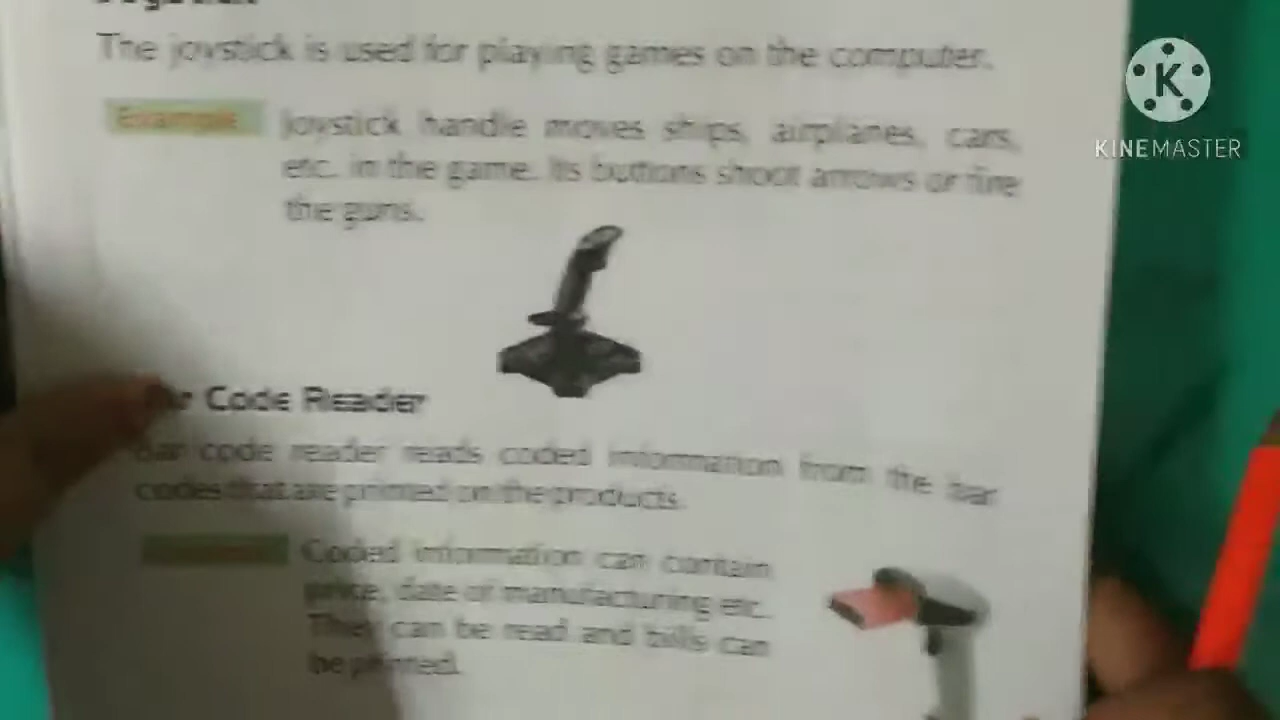 The joystick is used for playing games on the computer.
Example Joystick handle moves ships, airplanes, cars,
etc. in the game. Its buttons shoot arrows or fire
the guns.
Code Reader
Bar code reader reads coded information from the bar
codes that are printed on the products.
Coded information can contain
price, date of manufacturing etc.
That can be read and bills can
be printed.
K
KINEMASTER